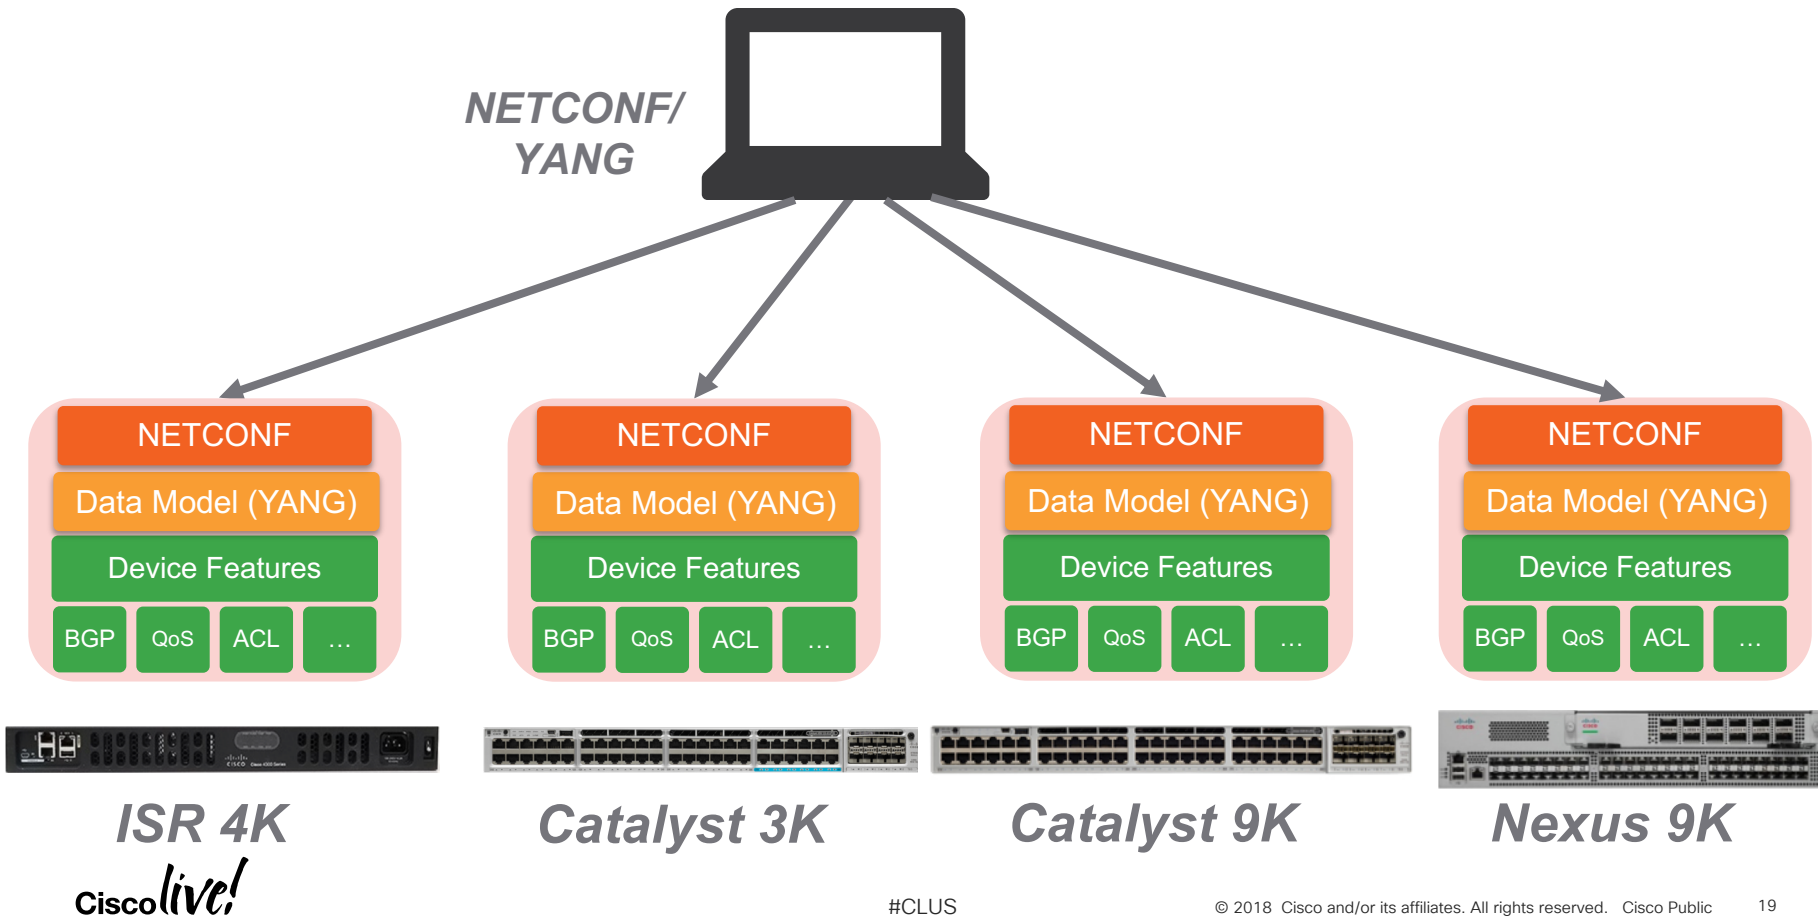 NETCONF/
YANG
NETCONF
Data Model (YANG)
Device Features
BGP QoS ACL ...
NETCONF
Data Model (YANG)
Device Features
BGP QoS ACL ...
NETCONF
Data Model (YANG)
Device Features
BGP QoS ACL ...
NETCONF
Data Model (YANG)
Device Features
BGP QoS ACL ...
ISR 4K
Catalyst 3K
Catalyst 9K
Nexus 9K
Cisco live!
#CLUS
© 2018 Cisco and/or its affiliates. All rights reserved. Cisco Public
19